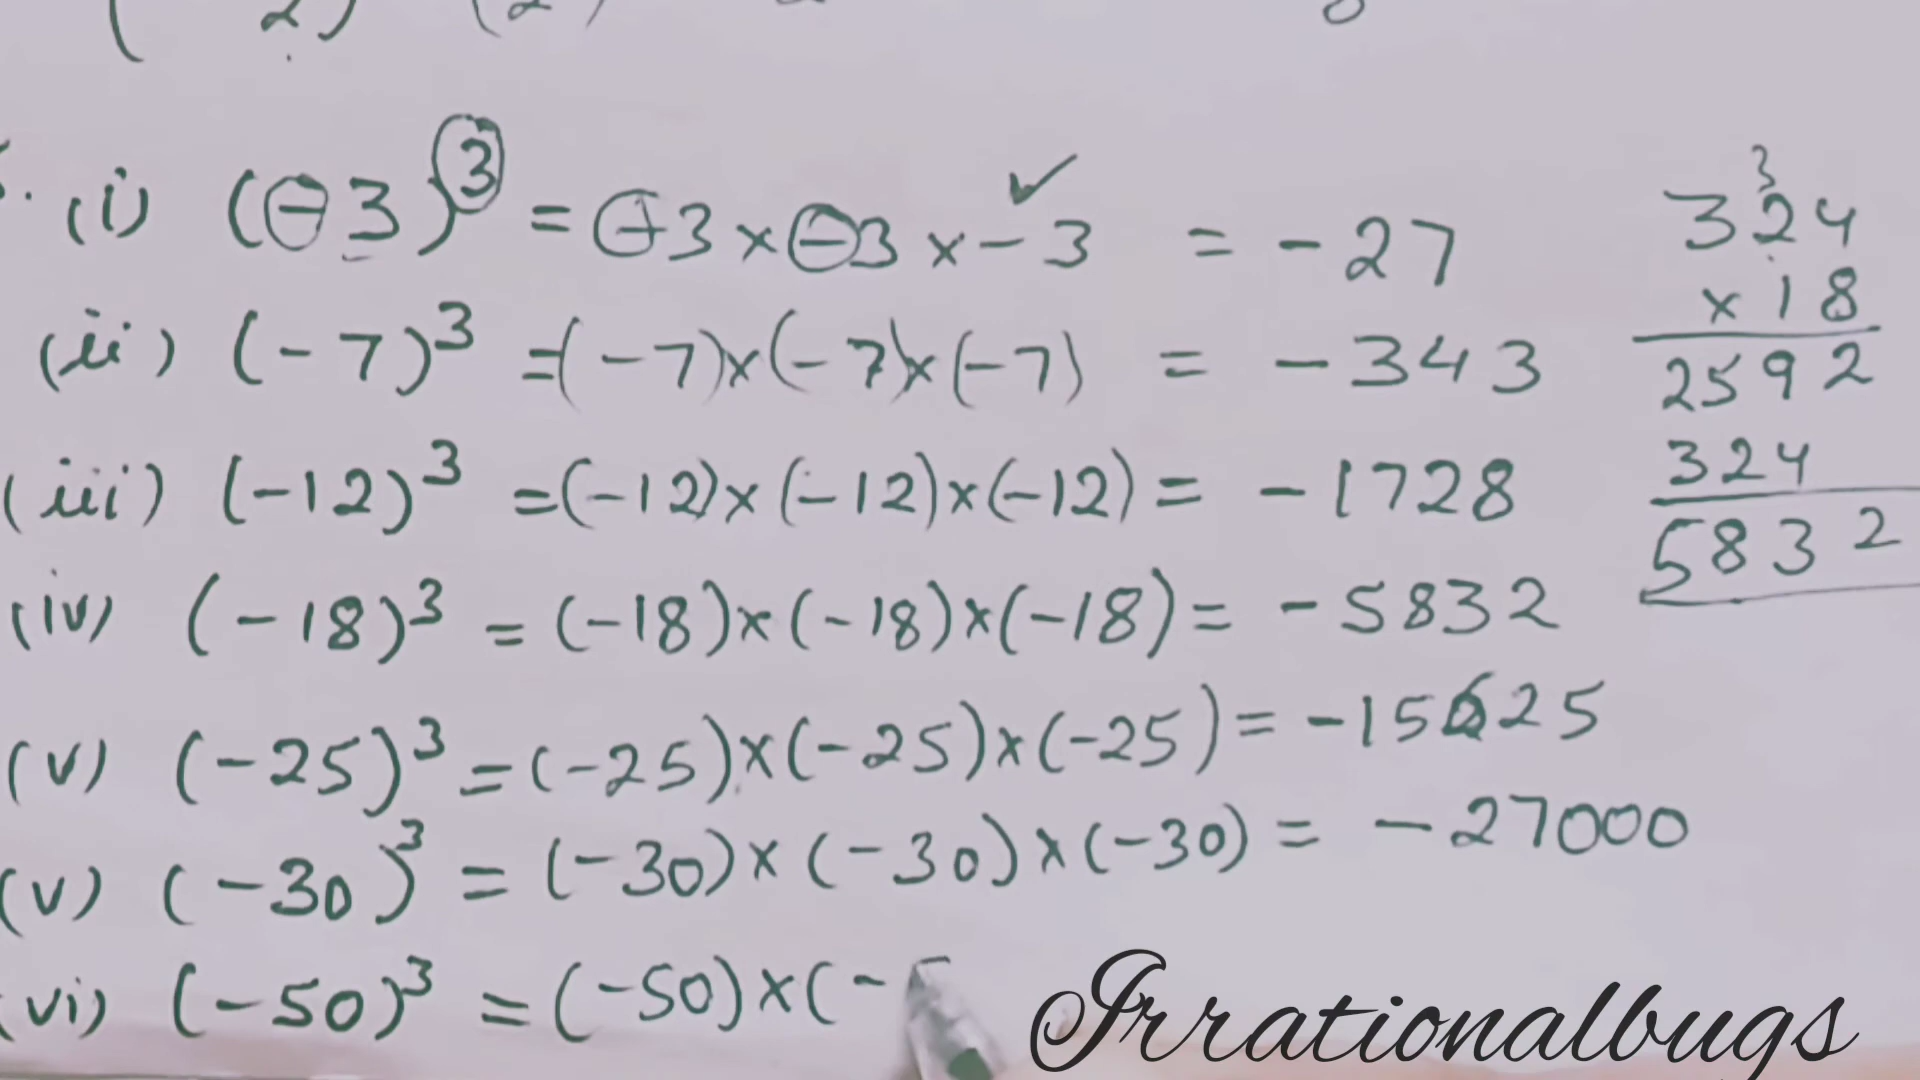 (i) (-3)³ = -3 × -3 × -3 = -27
(ii) (-7)³ = (-7)×(-7)×(-7) = -343
(iii) (-12)³ = (-12)×(-12)×(-12) = -1728
(iv) (-18)³ = (-18)×(-18)×(-18) = -5832
(v) (-25)³ = (-25)×(-25)×(-25) = -15625
(v) (-30)³ = (-30)×(-30)×(-30) = -27000
(vi) (-50)³ = (-50)×(-
3
324
×18
2592
324
5832
Irrationalbugs